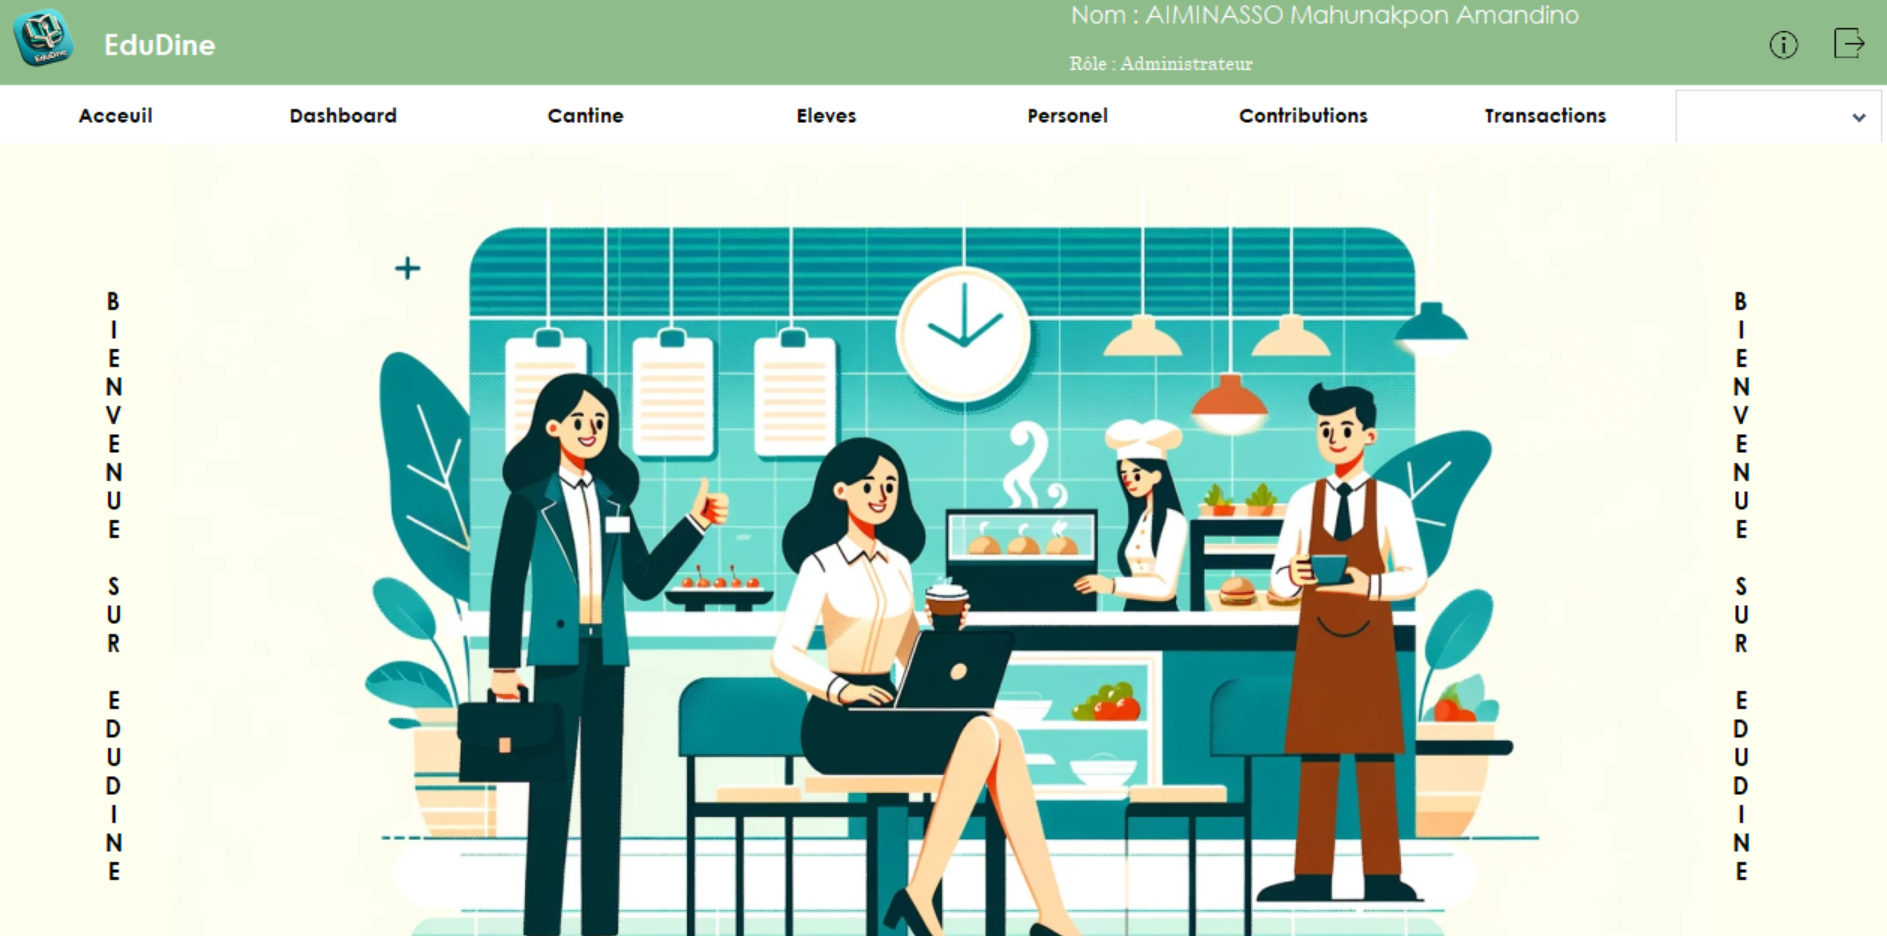 EduDine
EduDine
Nom : AIMINASSO Mahunakpon Amandino
Rôle : Administrateur
Acceuil
Dashboard
Cantine
Eleves
Personel
Contributions
Transactions
BIENVENUE SUR EDUDINE
BIENVENUE SUR EDUDINE